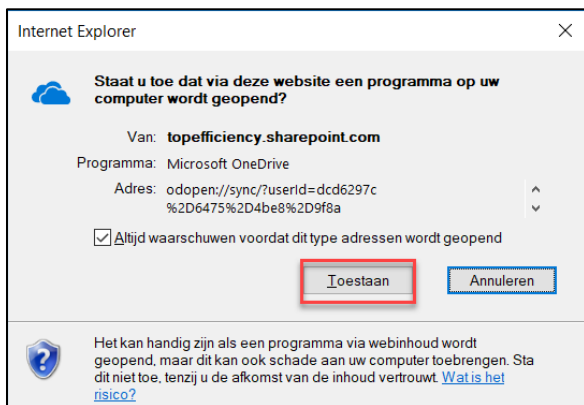 Internet Explorer
Staat u toe dat via deze website een programma op uw
computer wordt geopend?
Van: topefficiency.sharepoint.com
Programma: Microsoft OneDrive
Adres: odopen://sync/?userId=dcd6297c
%2D6475%2D4be8%2D9f8a
Altijd waarschuwen voordat dit type adressen wordt geopend
Toestaan
Annuleren
Het kan handig zijn als een programma via webinhoud wordt
geopend, maar dit kan ook schade aan uw computer toebrengen. Sta
dit niet toe, tenzij u de afkomst van de inhoud vertrouwt. Wat is het
risico?